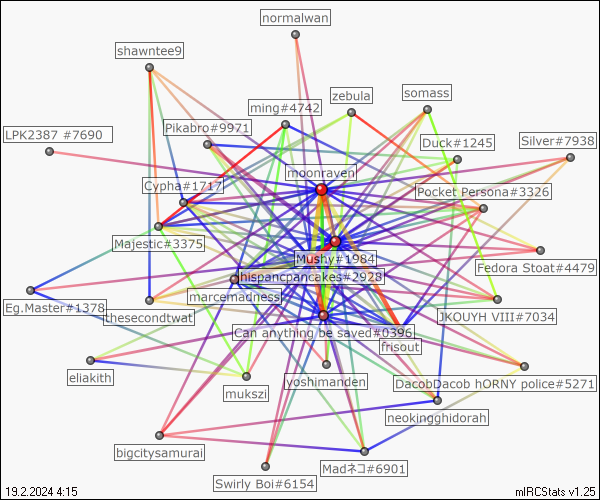 normalwan
shawntee9
zebula
somass
ming#4742
Pikabro#9971
LPK2387 #7690
Duck#1245
Silver#7938
moonraven
Cypha#1717
Pocket Persona#3326
Majestic#3375
Mushy#1984
Fedora Stoat#4479
hispancpancakes#2928
marcemadness
Eg.Master#1378
thesecondtwat
JKOUYH VIII#7034
Can anything be saved#0396
frisout
eliakith
yoshimanden
DacobDacob hORNY police#5271
mukszi
neokingghidorah
bigcitysamurai
Madネコ#6901
Swirly Boi#6154
19.2.2024 4:15
mIRCStats v1.25